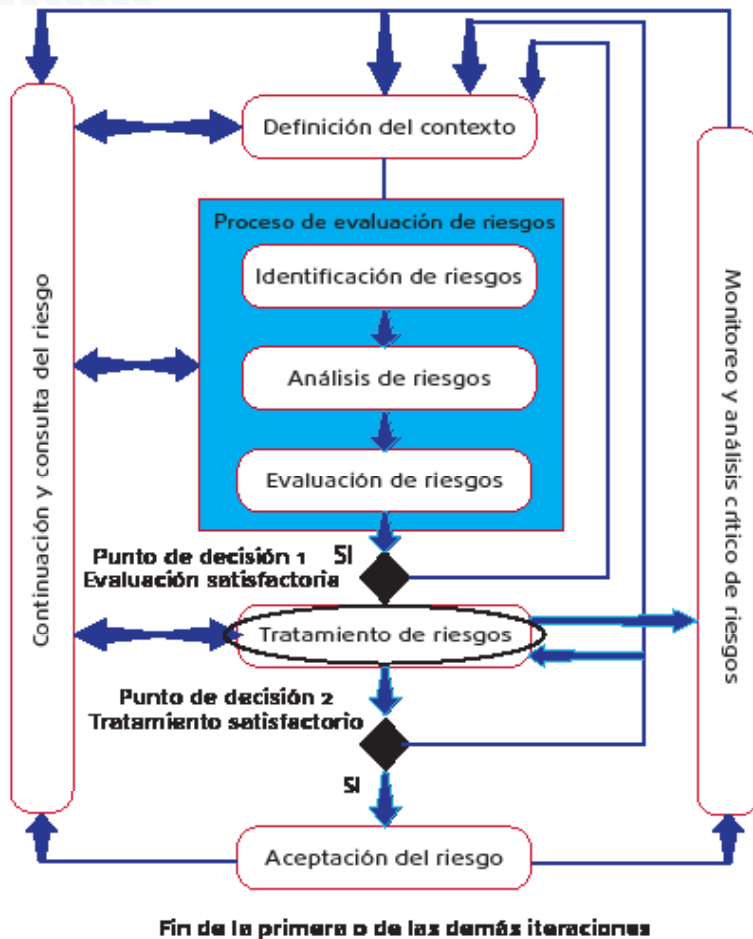 Definición del contexto
Proceso de evaluación de riesgos
Identificación de riesgos
Análisis de riesgos
Evaluación de riesgos
Punto de decisión 1
Evaluación satisfactoria
SI
Tratamiento de riesgos
Punto de decisión 2
Tratamiento satisfactorio
SI
Aceptación del riesgo
Continuación y consulta del riesgo
Monitoreo y análisis crítico de riesgos
Fin de la primera o de las demás iteraciones